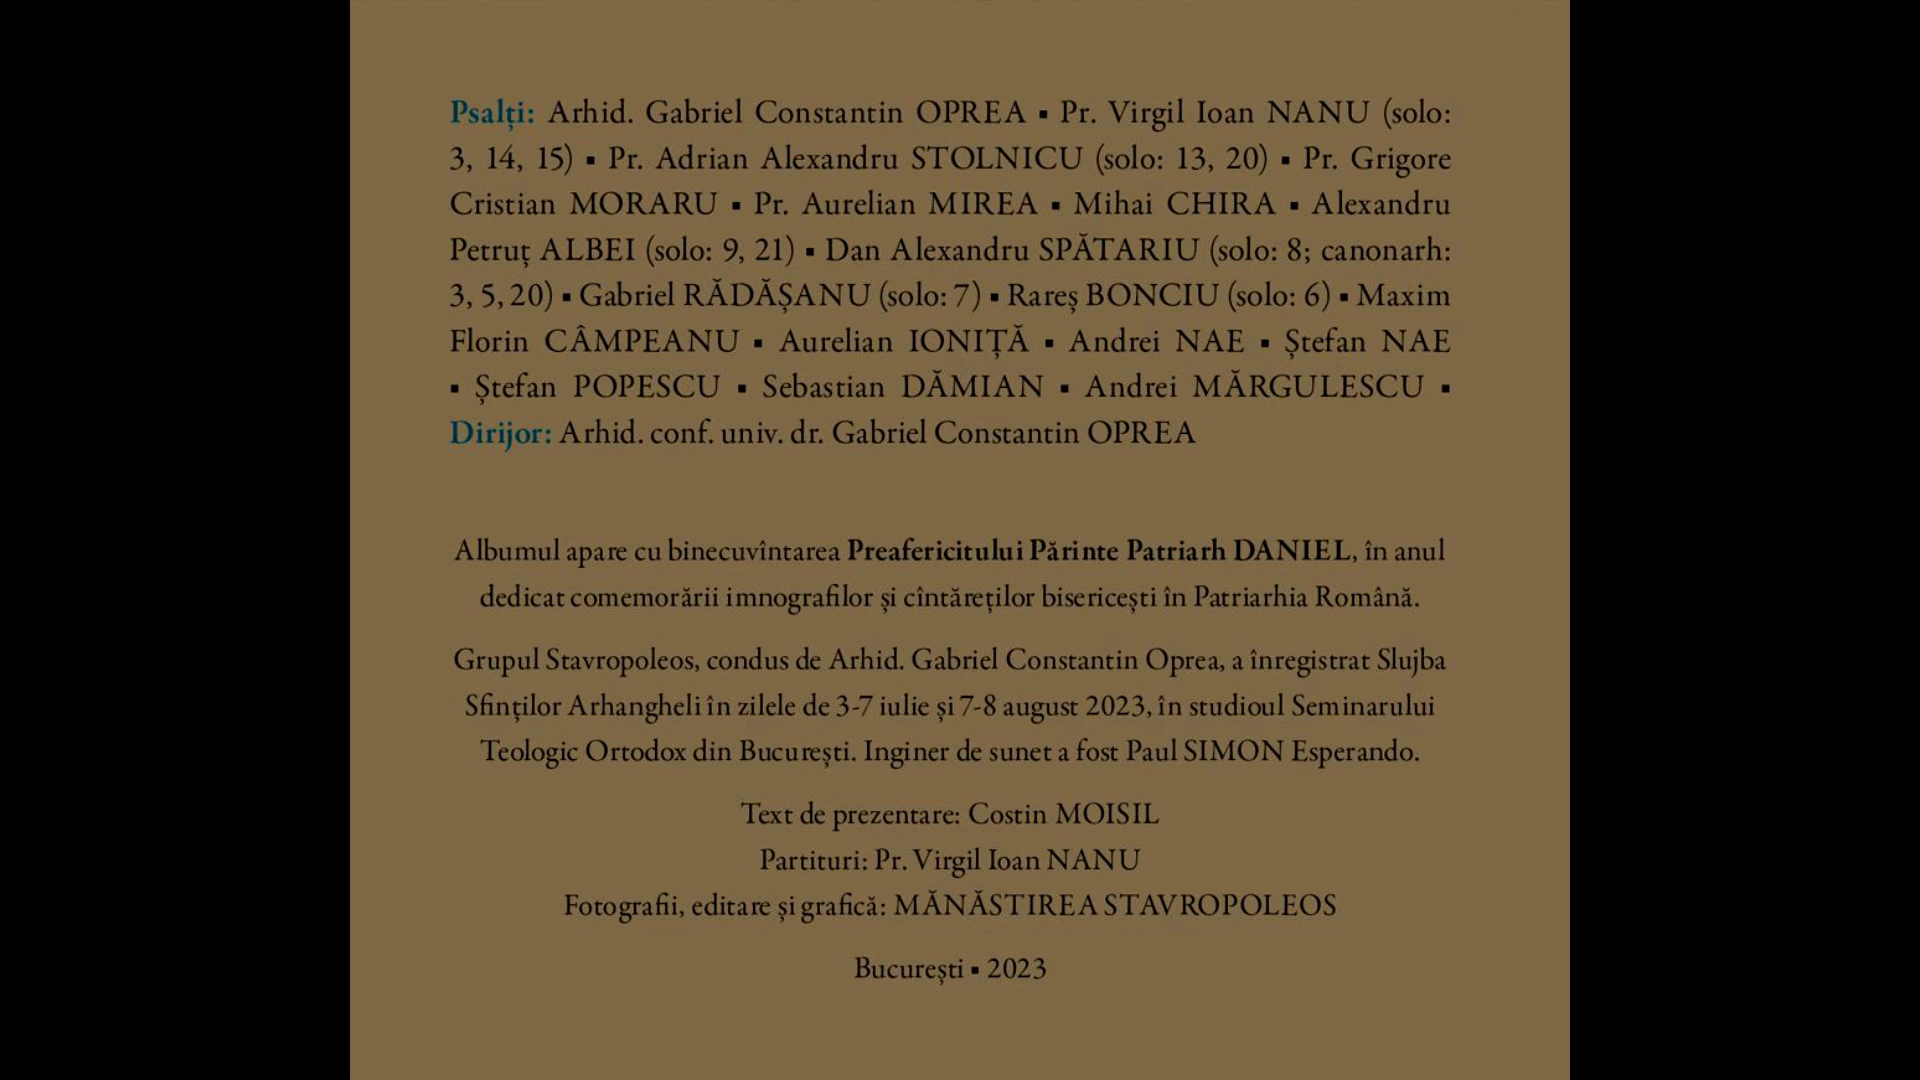 Psalți: Arhid. Gabriel Constantin OPREA ▪ Pr. Virgil Ioan NANU (solo:
3, 14, 15) ▪ Pr. Adrian Alexandru STOLNICU (solo: 13, 20) ▪ Pr. Grigore
Cristian MORARU ▪ Pr. Aurelian MIREA ▪ Mihai CHIRA ▪ Alexandru
Petruț ALBEI (solo: 9, 21) ▪ Dan Alexandru SPĂTARIU (solo: 8; canonarh:
3, 5, 20) ▪ Gabriel RĂDĂȘANU (solo: 7) ▪ Rareș BONCIU (solo: 6) ▪ Maxim
Florin CÂMPEANU ▪ Aurelian IONIȚĂ ▪ Andrei NAE ▪ Ștefan NAE
▪ Ștefan POPESCU ▪ Sebastian DĂMIAN ▪ Andrei MĂRGULESCU ▪
Dirijor: Arhid. conf. univ. dr. Gabriel Constantin OPREA
Albumul apare cu binecuvîntarea Preafericitului Părinte Patriarh DANIEL, în anul
dedicat comemorării imnografilor și cîntăreților bisericești în Patriarhia Română.
Grupul Stavropoleos, condus de Arhid. Gabriel Constantin Oprea, a înregistrat Slujba
Sfinților Arhangheli în zilele de 3-7 iulie și 7-8 august 2023, în studioul Seminarului
Teologic Ortodox din București. Inginer de sunet a fost Paul SIMON Esperando.
Text de prezentare: Costin MOISIL
Partituri: Pr. Virgil Ioan NANU
Fotografii, editare și grafică: MĂNĂSTIREA STAVROPOLEOS
București ▪ 2023